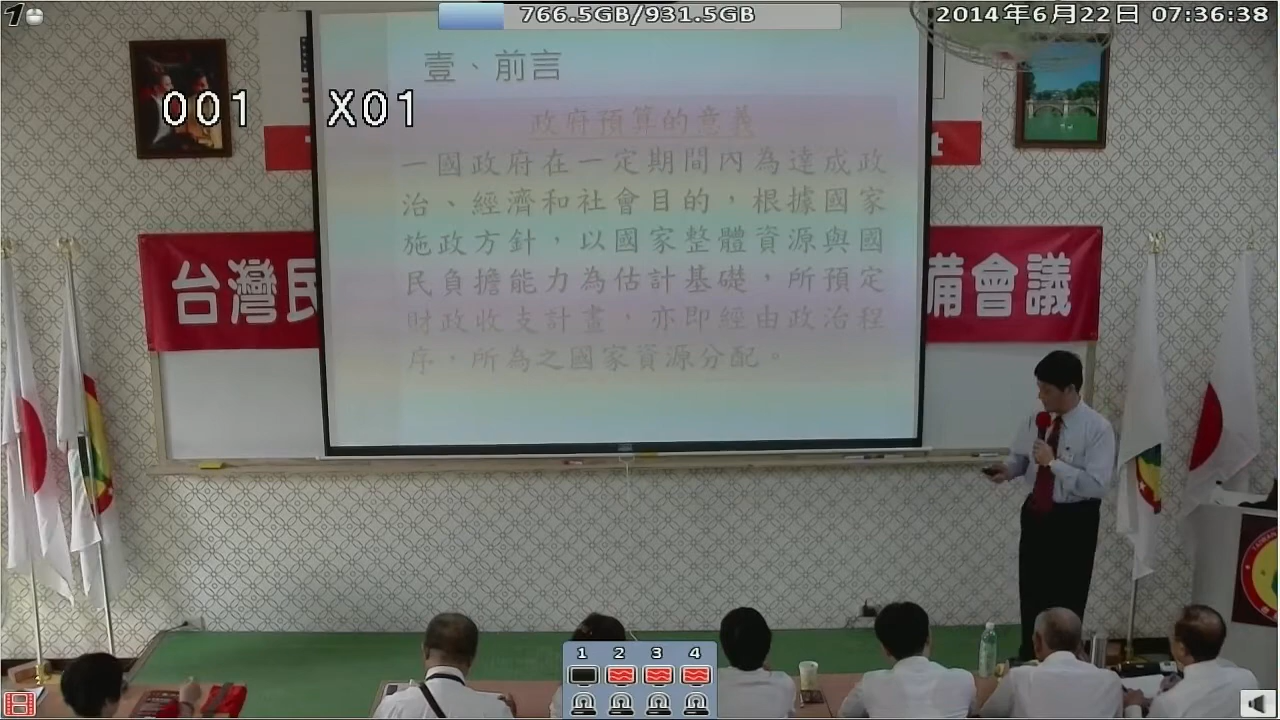 766.5GB/931.5GB
2014年6月22日 07:36:38
001 X01
壹、前言
政府預算的意義
一國政府在一定期間內為達成政
治、經濟和社會目的，根據國家
施政方針，以國家整體資源與國
民負擔能力為估計基礎，所預定
財政收支計畫，亦即經由政治程
序，所為之國家資源分配。
台灣民
備會議
1 2 3 4